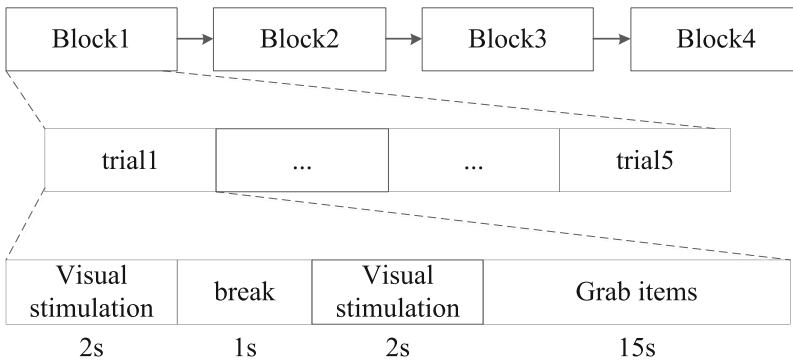 Block1
Block2
Block3
Block4
trial1
...
...
trial5
Visual
stimulation
break
Visual
stimulation
Grab items
2s
1s
2s
15s